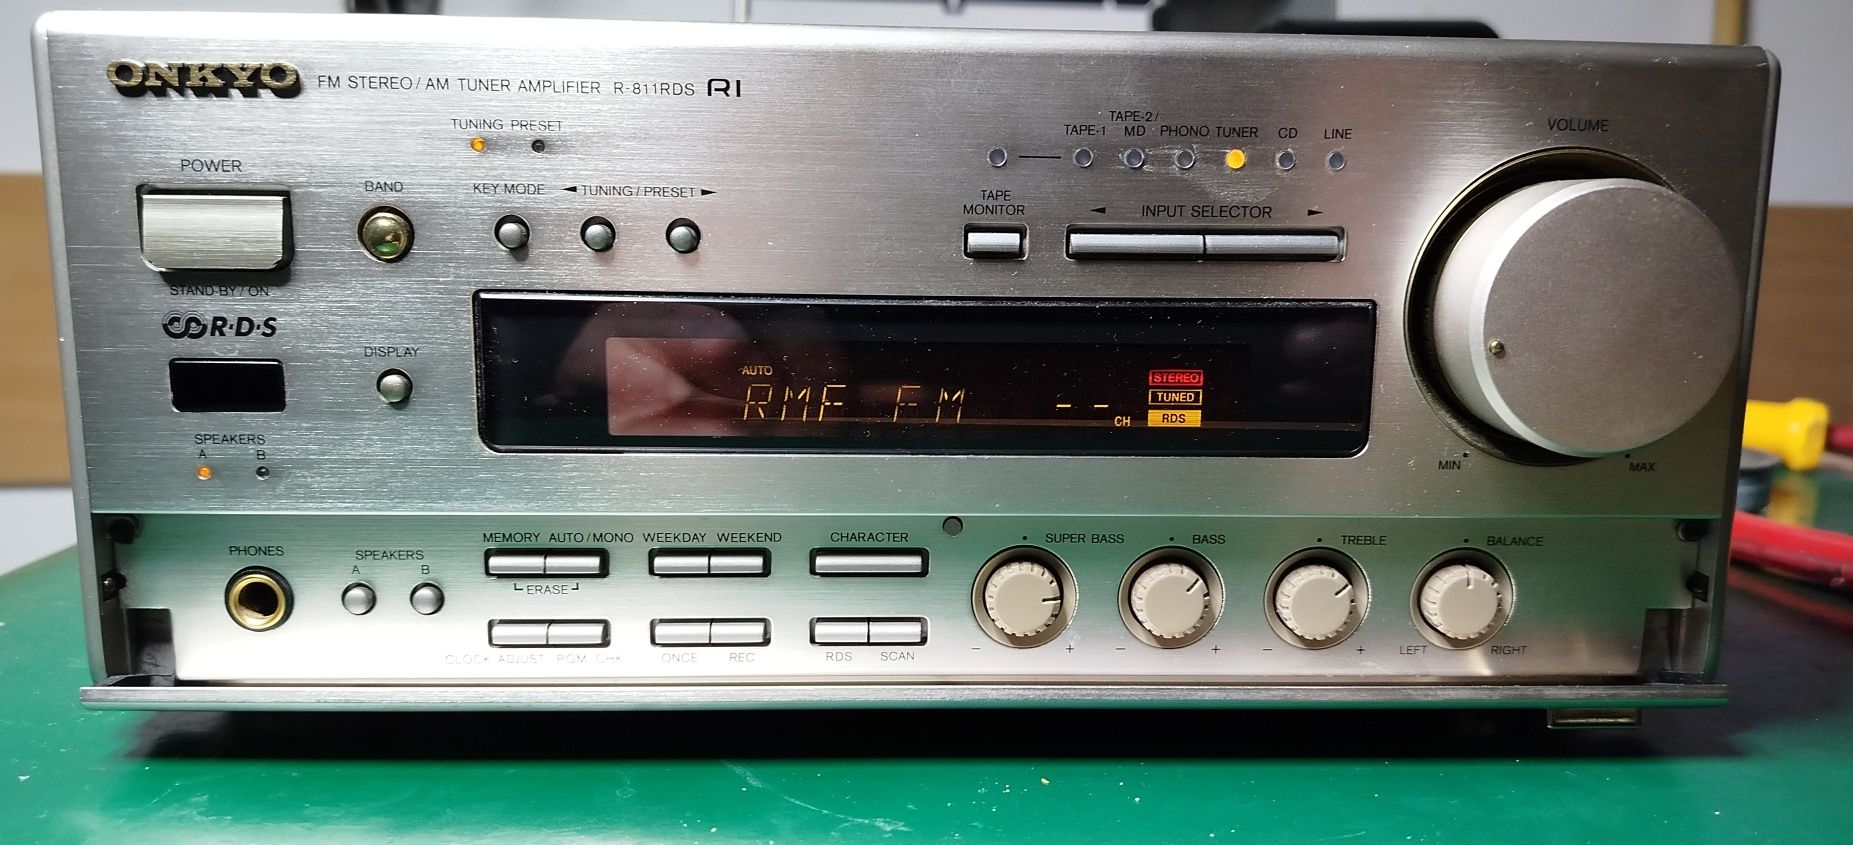 ONKYO FM STEREO/AM TUNER AMPLIFIER R-811RDS RI
TUNING PRESET
TAPE-1 TAPE-2/MD PHONO TUNER CD LINE
VOLUME
POWER
BAND
KEY MODE ◄ TUNING/PRESET ►
TAPE MONITOR
◄ INPUT SELECTOR ►
STAND-BY/ON
R·D·S
DISPLAY
AUTO
RMF FM -- CH
STEREO
TUNED
RDS
SPEAKERS
A B
MIN MAX
PHONES
SPEAKERS
A B
MEMORY AUTO/MONO WEEKDAY WEEKEND CHARACTER
ERASE
SUPER BASS BASS TREBLE BALANCE
CLOCK ADJUST PGM CHK ONCE REC RDS SCAN
- + - + - + LEFT RIGHT